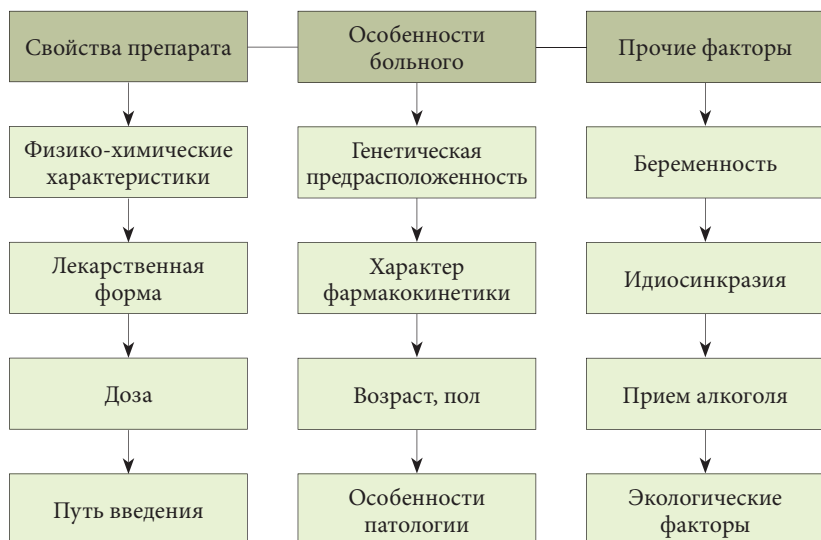 Свойства препарата
Особенности
больного
Прочие факторы
Физико-химические
характеристики
Генетическая
предрасположенность
Беременность
Лекарственная
форма
Характер
фармакокинетики
Идиосинкразия
Доза
Возраст, пол
Прием алкоголя
Путь введения
Особенности
патологии
Экологические
факторы